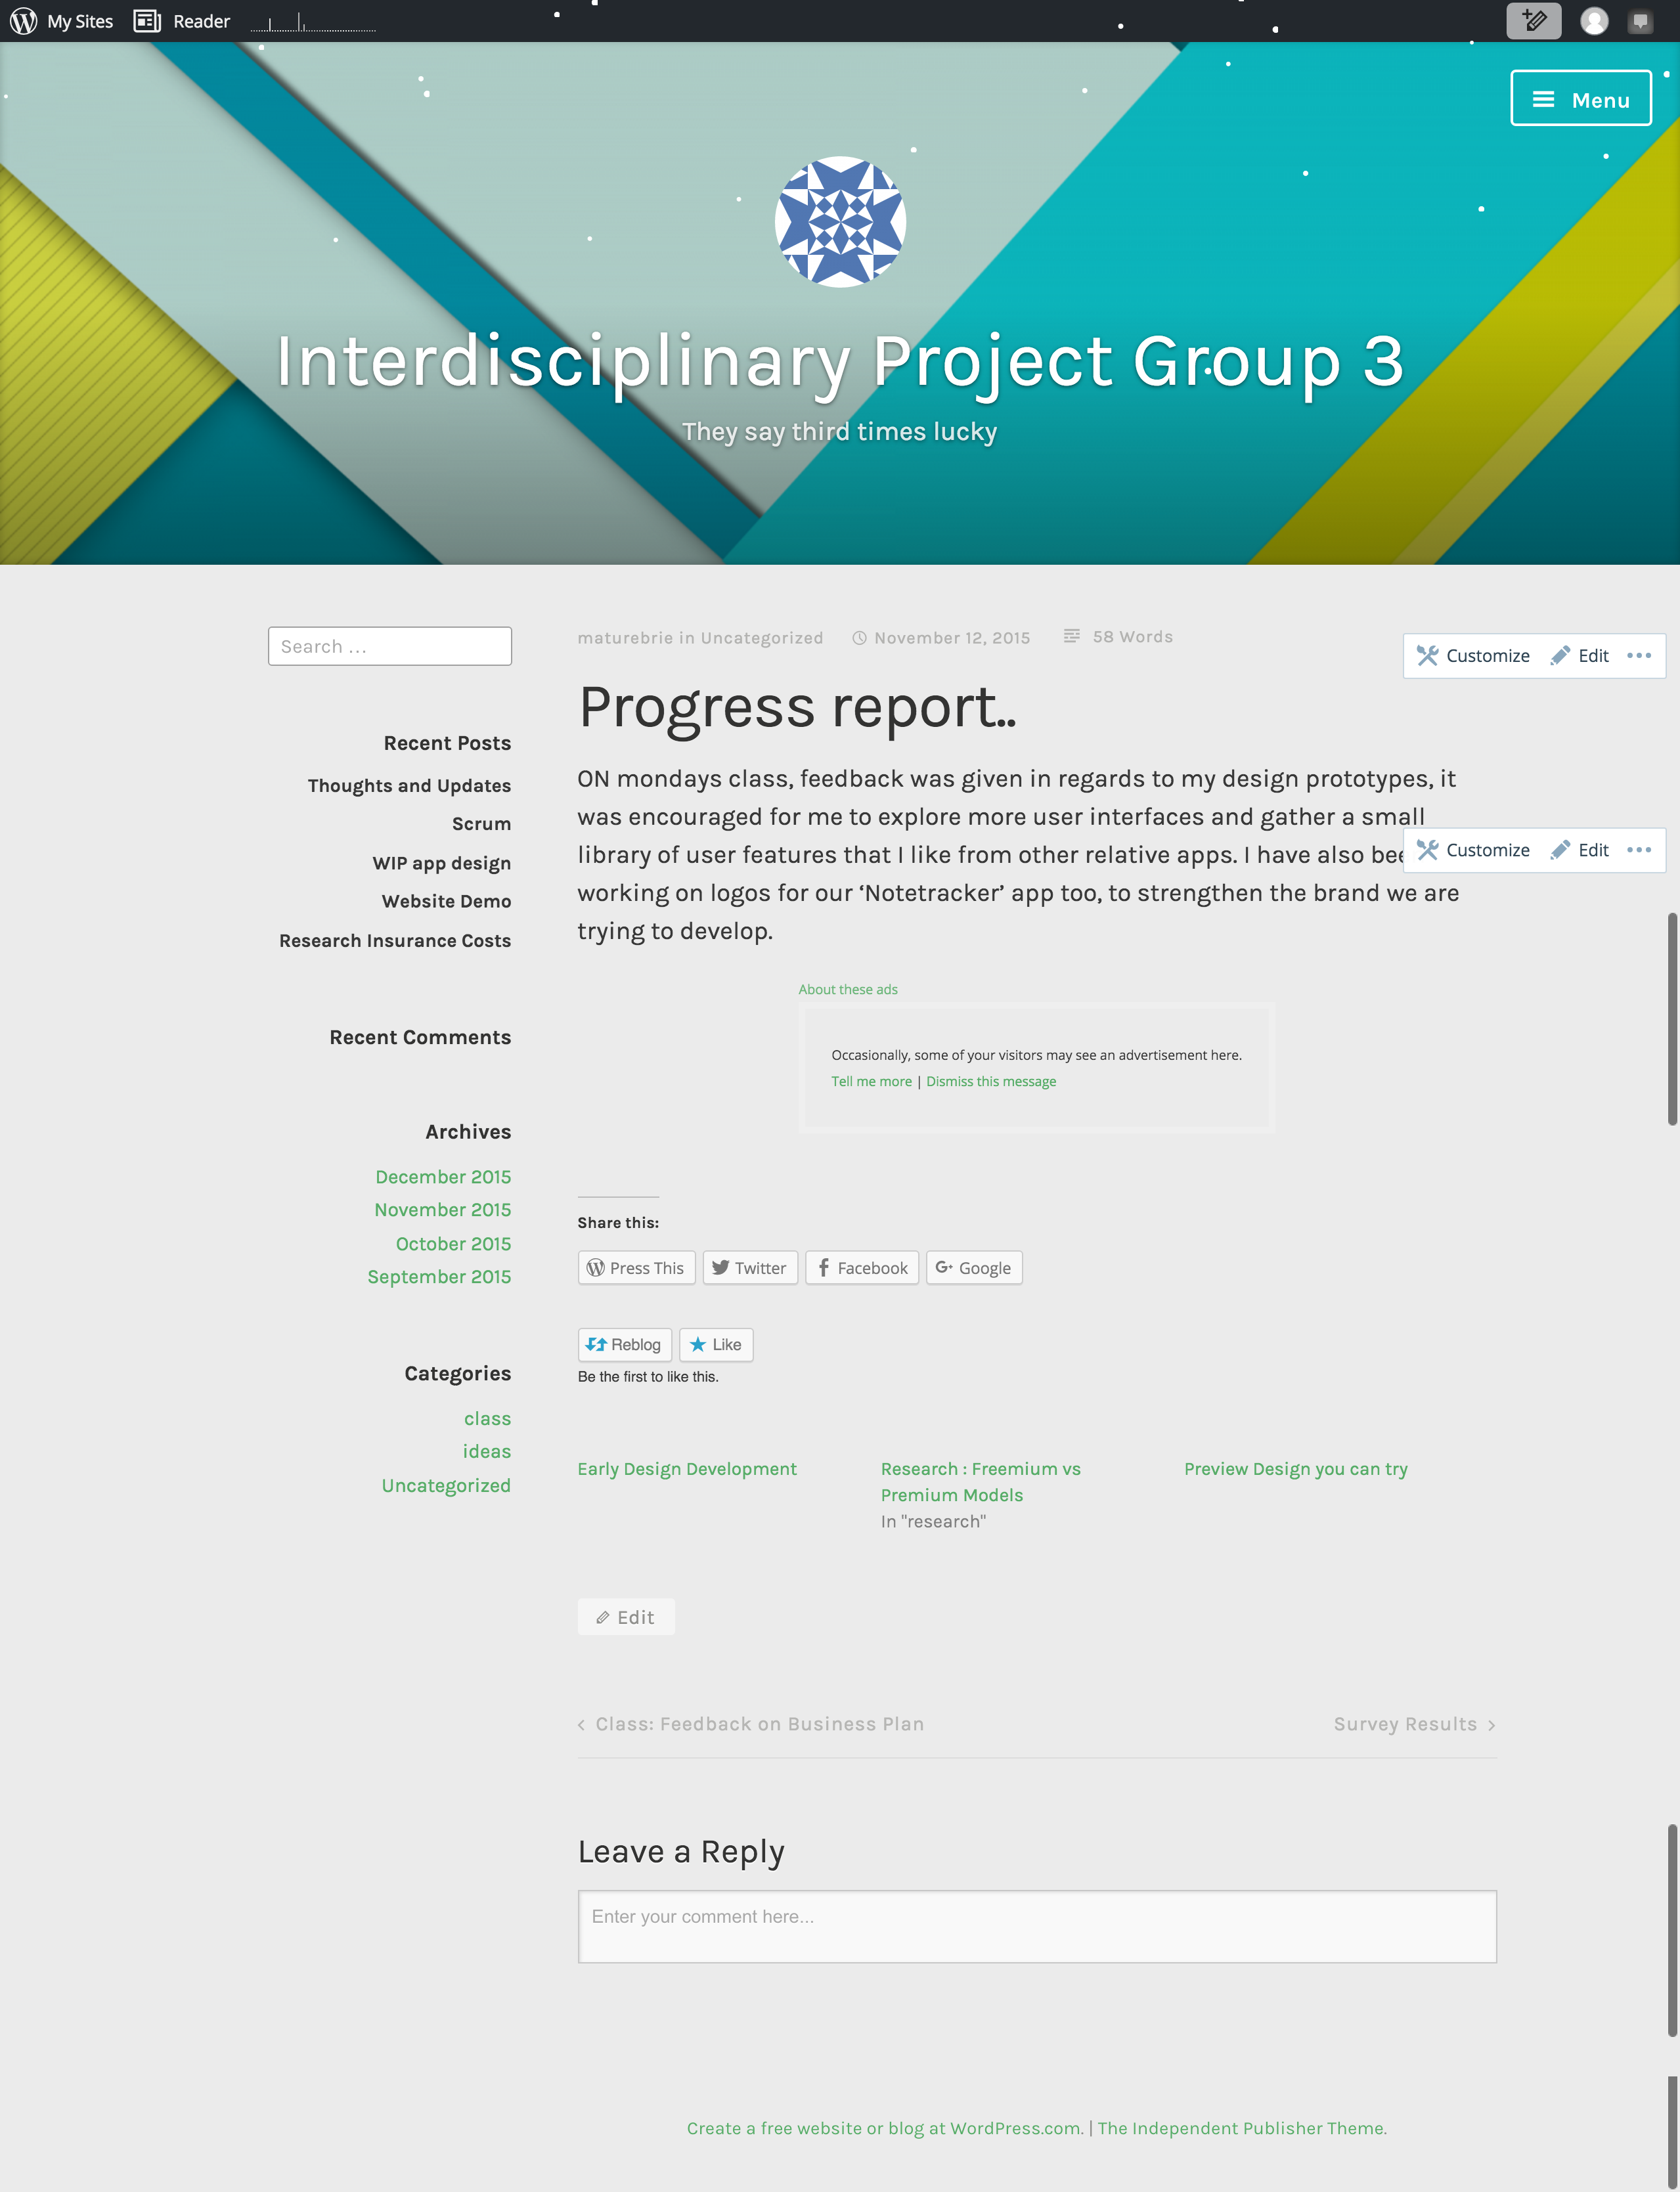 My Sites Reader
Menu
Interdisciplinary Project Group 3
They say third times lucky
Search ...
Recent Posts
Thoughts and Updates
Scrum
WIP app design
Website Demo
Research Insurance Costs
Recent Comments
Archives
December 2015
November 2015
October 2015
September 2015
Categories
class
ideas
Uncategorized
maturebrie in Uncategorized November 12, 2015 58 Words
Customize Edit
Progress report..
ON mondays class, feedback was given in regards to my design prototypes, it
was encouraged for me to explore more user interfaces and gather a small
library of user features that I like from other relative apps. I have also
Customize Edit
working on logos for our ‘Notetracker’ app too, to strengthen the brand we are
trying to develop.
About these ads
Occasionally, some of your visitors may see an advertisement here.
Tell me more | Dismiss this message
Share this:
Press This Twitter Facebook Google
Reblog Like
Be the first to like this.
Early Design Development
Research : Freemium vs
Premium Models
In "research"
Preview Design you can try
Edit
‹ Class: Feedback on Business Plan Survey Results ›
Leave a Reply
Enter your comment here...
Create a free website or blog at WordPress.com. | The Independent Publisher Theme.